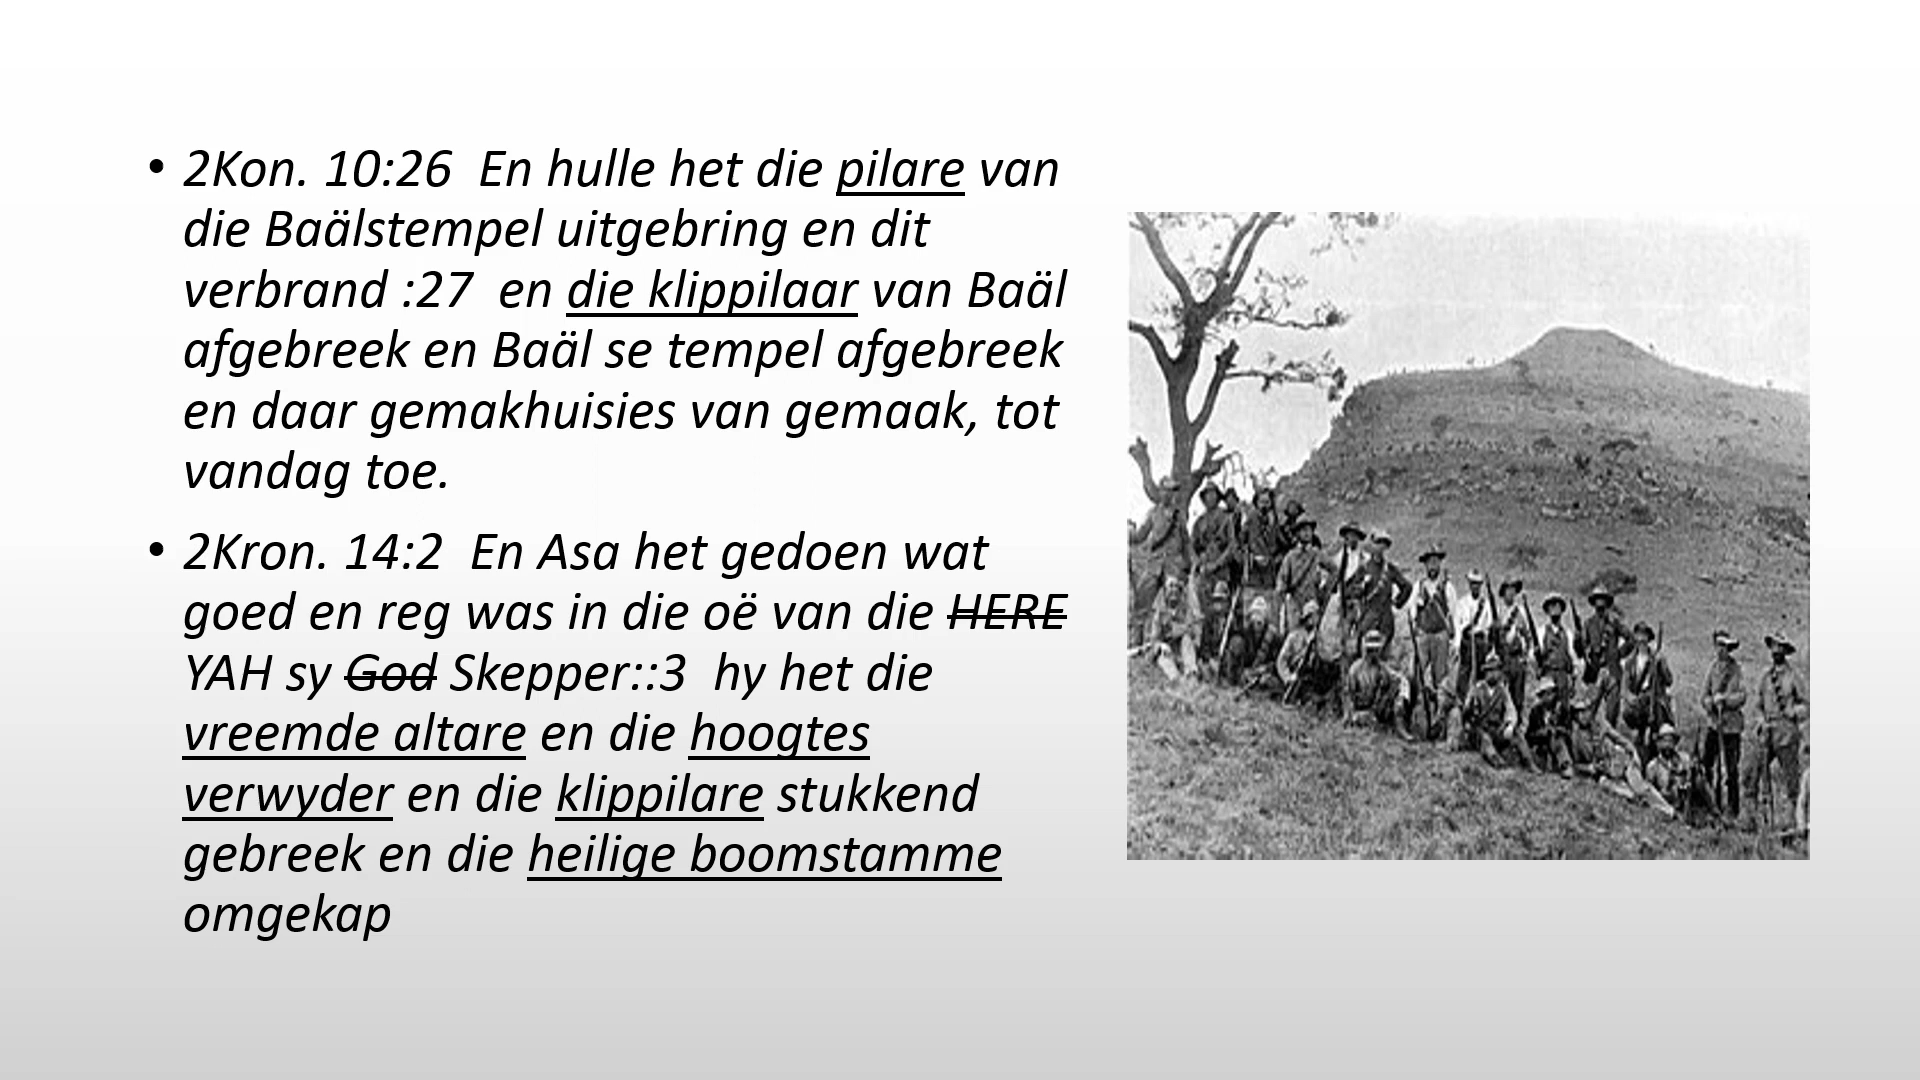 • 2Kon. 10:26  En hulle het die pilare van
die Baälstempel uitgebring en dit
verbrand :27  en die klippilaar van Baäl
afgebreek en Baäl se tempel afgebreek
en daar gemakhuisies van gemaak, tot
vandag toe.
• 2Kron. 14:2  En Asa het gedoen wat
goed en reg was in die oë van die HERE
YAH sy God Skepper::3  hy het die
vreemde altare en die hoogtes
verwyder en die klippilare stukkend
gebreek en die heilige boomstamme
omgekap